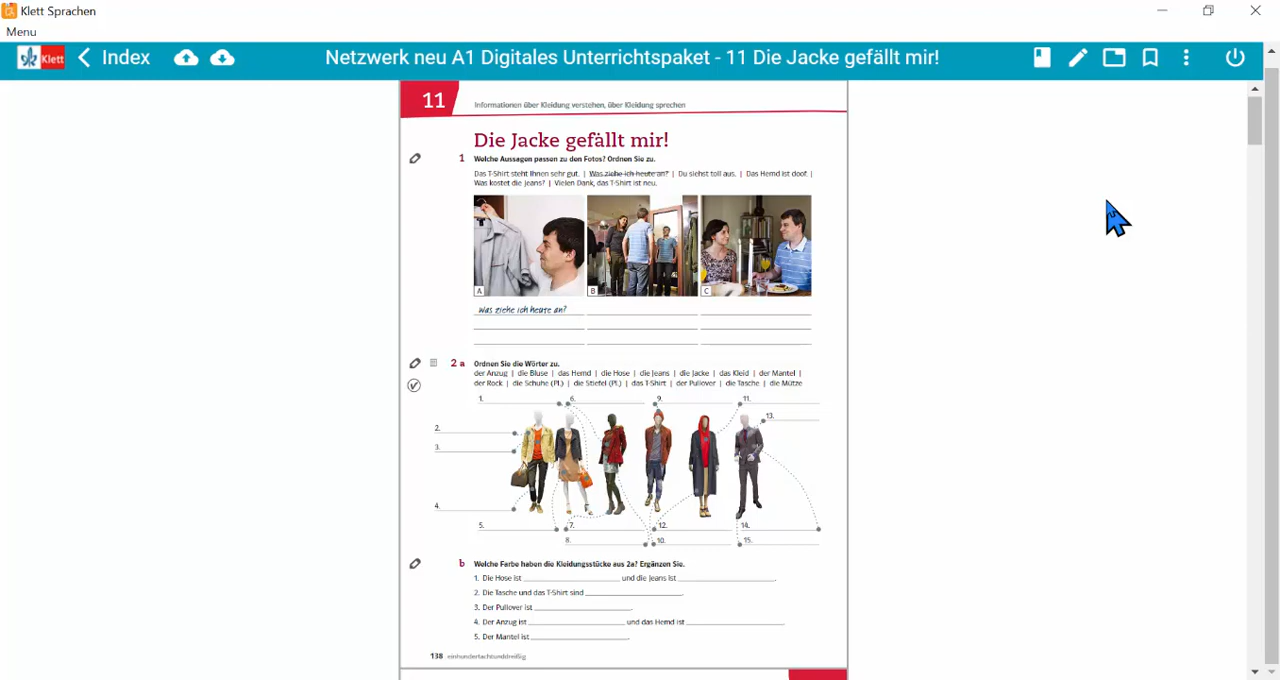 Klett Sprachen
Menu
Klett
Index
Netzwerk neu A1 Digitales Unterrichtspaket - 11 Die Jacke gefällt mir!
11
Informationen über Kleidung verstehen, über Kleidung sprechen
Die Jacke gefällt mir!
1 Welche Aussagen passen zu den Fotos? Ordnen Sie zu.
Das T-Shirt steht Ihnen sehr gut. | Was ziehe ich heute an? | Du siehst toll aus. | Das Hemd ist doof. |
Was kostet die Jeans? | Vielen Dank, das T-Shirt ist neu.
A B C
Was ziehe ich heute an?
2 a Ordnen Sie die Wörter zu.
der Anzug | die Bluse | das Hemd | die Hose | die Jeans | die Jacke | das Kleid | der Mantel |
der Rock | die Schuhe (Pl.) | die Stiefel (Pl.) | das T-Shirt | der Pullover | die Tasche | die Mütze
1. 6. 9. 11.
13.
2.
3.
4.
5. 7. 12. 14.
8. 10. 15.
b Welche Farbe haben die Kleidungsstücke aus 2a? Ergänzen Sie.
1. Die Hose ist ____ und die Jeans ist ____.
2. Die Tasche und das T-Shirt sind ____.
3. Der Pullover ist ____.
4. Der Anzug ist ____ und das Hemd ist ____.
5. Der Mantel ist ____.
138 einhundertachtunddreißig